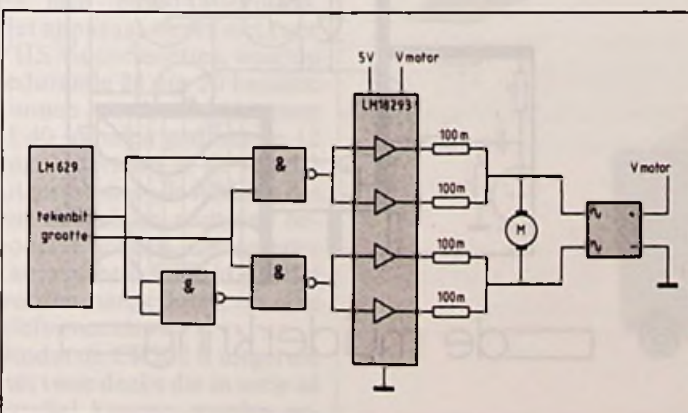 5V Vmotor
LM18293
LM629
tekenbit
grootte
&
&
&
100m
100m
100m
100m
M
Vmotor
+
-